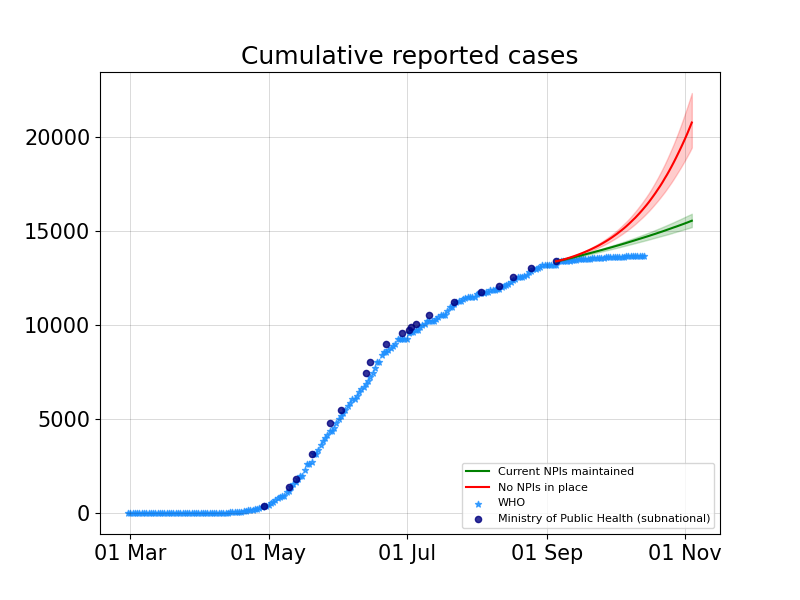 Cumulative reported cases
20000
15000
10000
5000
0
Current NPIs maintained
No NPIs in place
WHO
Ministry of Public Health (subnational)
01 Mar 01 May 01 Jul 01 Sep 01 Nov